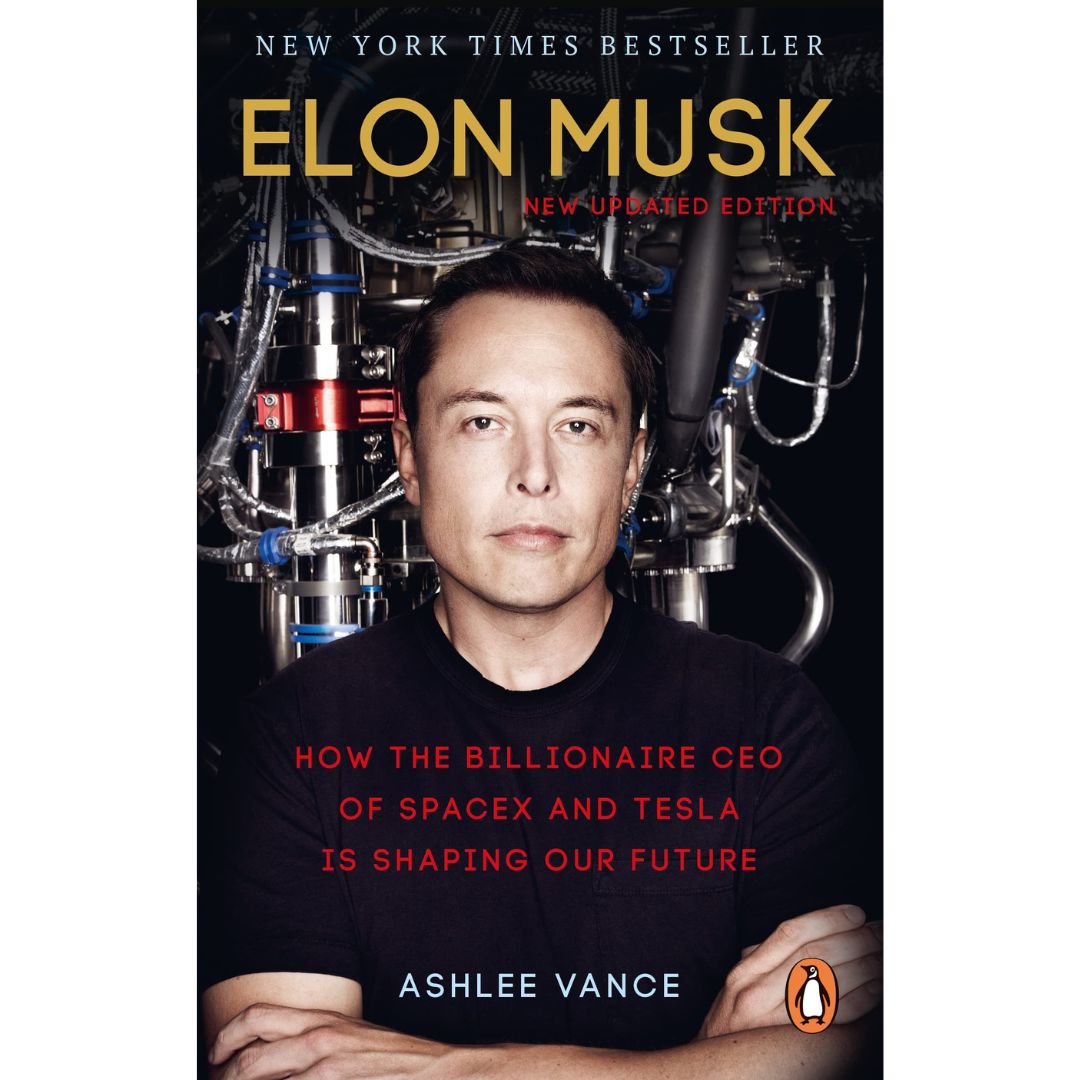 NEW YORK TIMES BESTSELLER
ELON MUSK
NEW UPDATED EDITION
HOW THE BILLIONAIRE CEO
OF SPACEX AND TESLA
IS SHAPING OUR FUTURE
ASHLEE VANCE